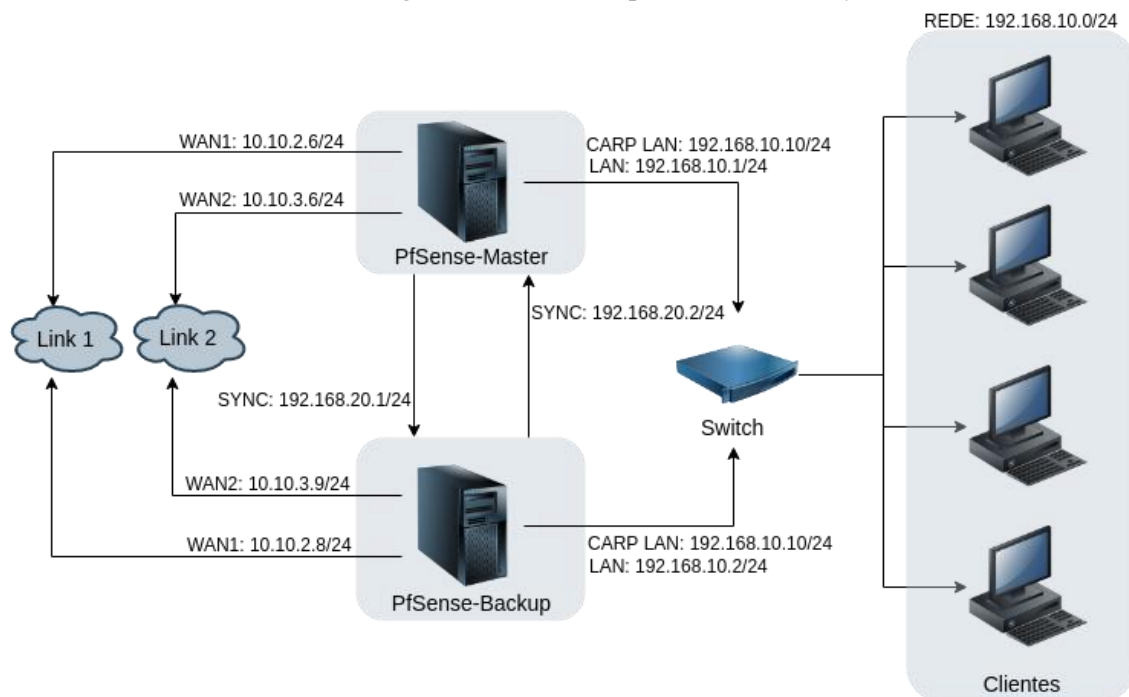 REDE: 192.168.10.0/24
WAN1: 10.10.2.6/24
CARP LAN: 192.168.10.10/24
LAN: 192.168.10.1/24
WAN2: 10.10.3.6/24
PfSense-Master
SYNC: 192.168.20.2/24
Link 1
Link 2
SYNC: 192.168.20.1/24
Switch
WAN2: 10.10.3.9/24
WAN1: 10.10.2.8/24
CARP LAN: 192.168.10.10/24
LAN: 192.168.10.2/24
PfSense-Backup
Clientes